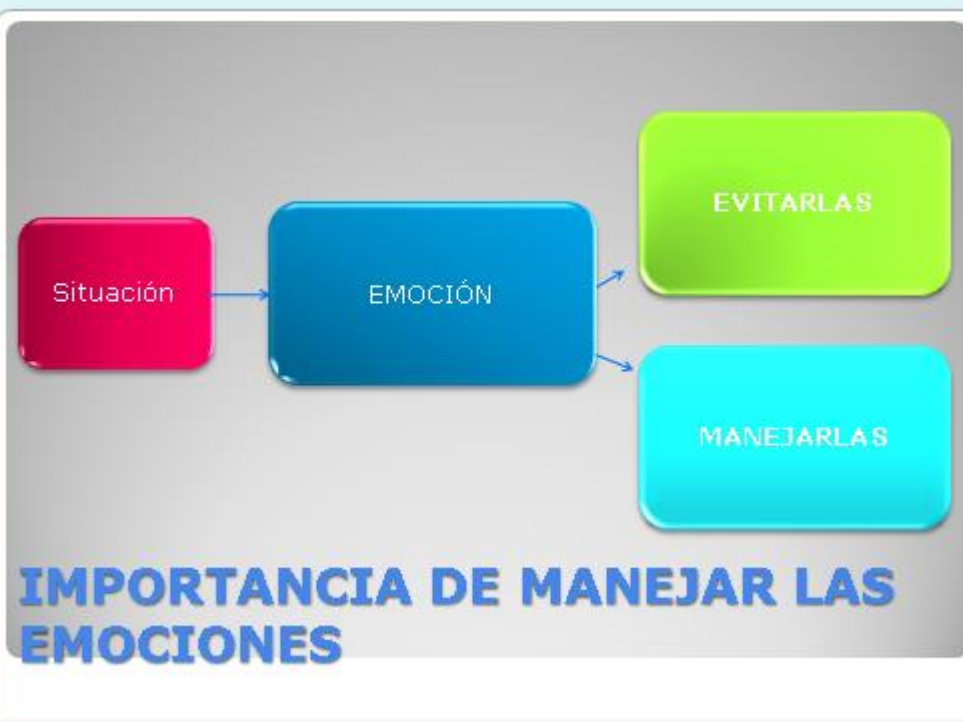 EVITARLAS
Situación
EMOCIÓN
MANEJARLAS
IMPORTANCIA DE MANEJAR LAS
EMOCIONES